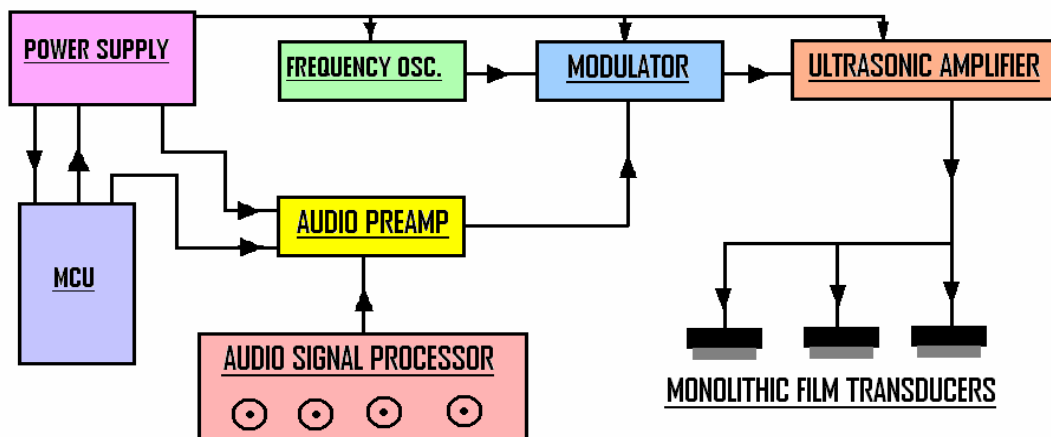 POWER SUPPLY
FREQUENCY OSC.
MODULATOR
ULTRASONIC AMPLIFIER
AUDIO PREAMP
MCU
AUDIO SIGNAL PROCESSOR
MONOLITHIC FILM TRANSDUCERS